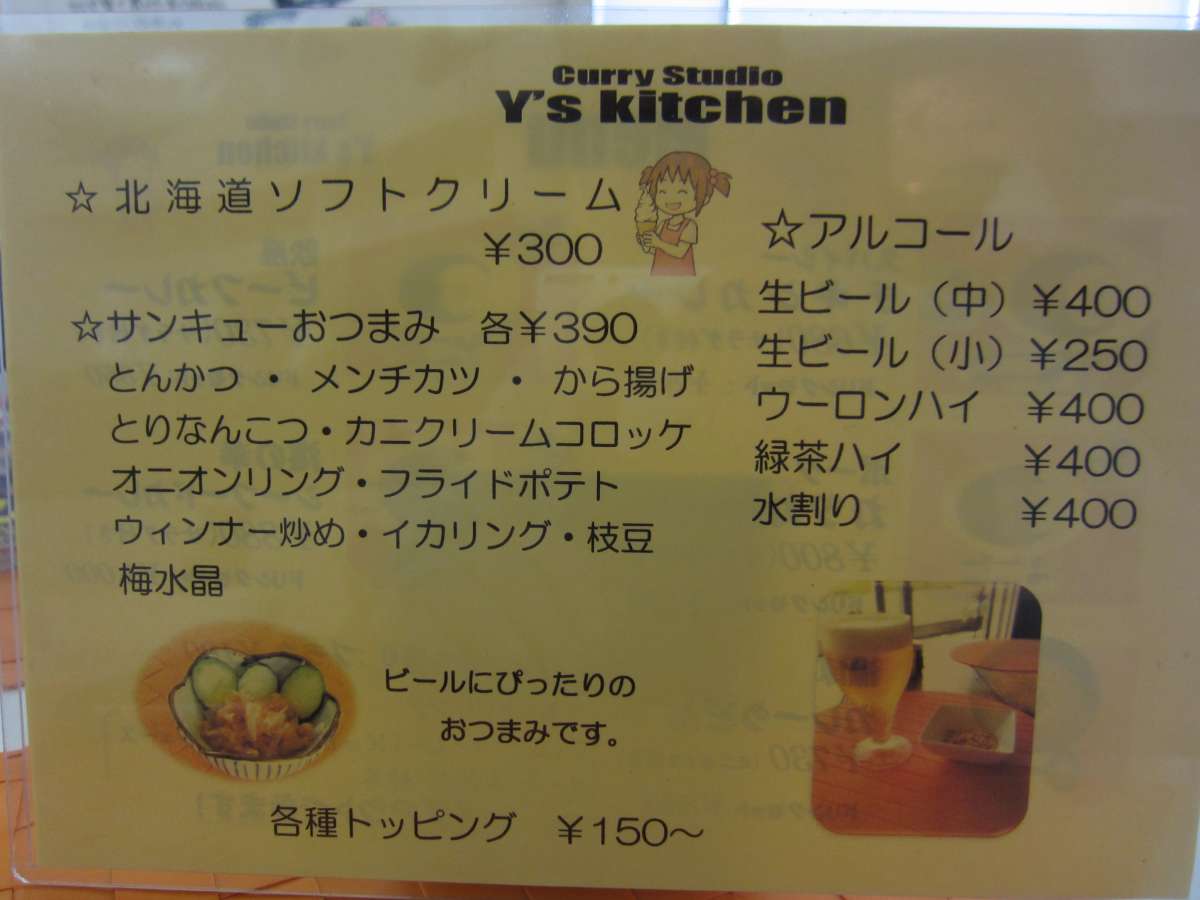 Curry Studio
Y's kitchen
☆北海道ソフトクリーム
¥300
☆サンキューおつまみ 各¥390
とんかつ ・ メンチカツ ・ から揚げ
とりなんこつ・カニクリームコロッケ
オニオンリング・フライドポテト
ウィンナー炒め・イカリング・枝豆
梅水晶
☆アルコール
生ビール（中）¥400
生ビール（小）¥250
ウーロンハイ ¥400
緑茶ハイ ¥400
水割り ¥400
ビールにぴったりの
おつまみです。
各種トッピング ¥150～